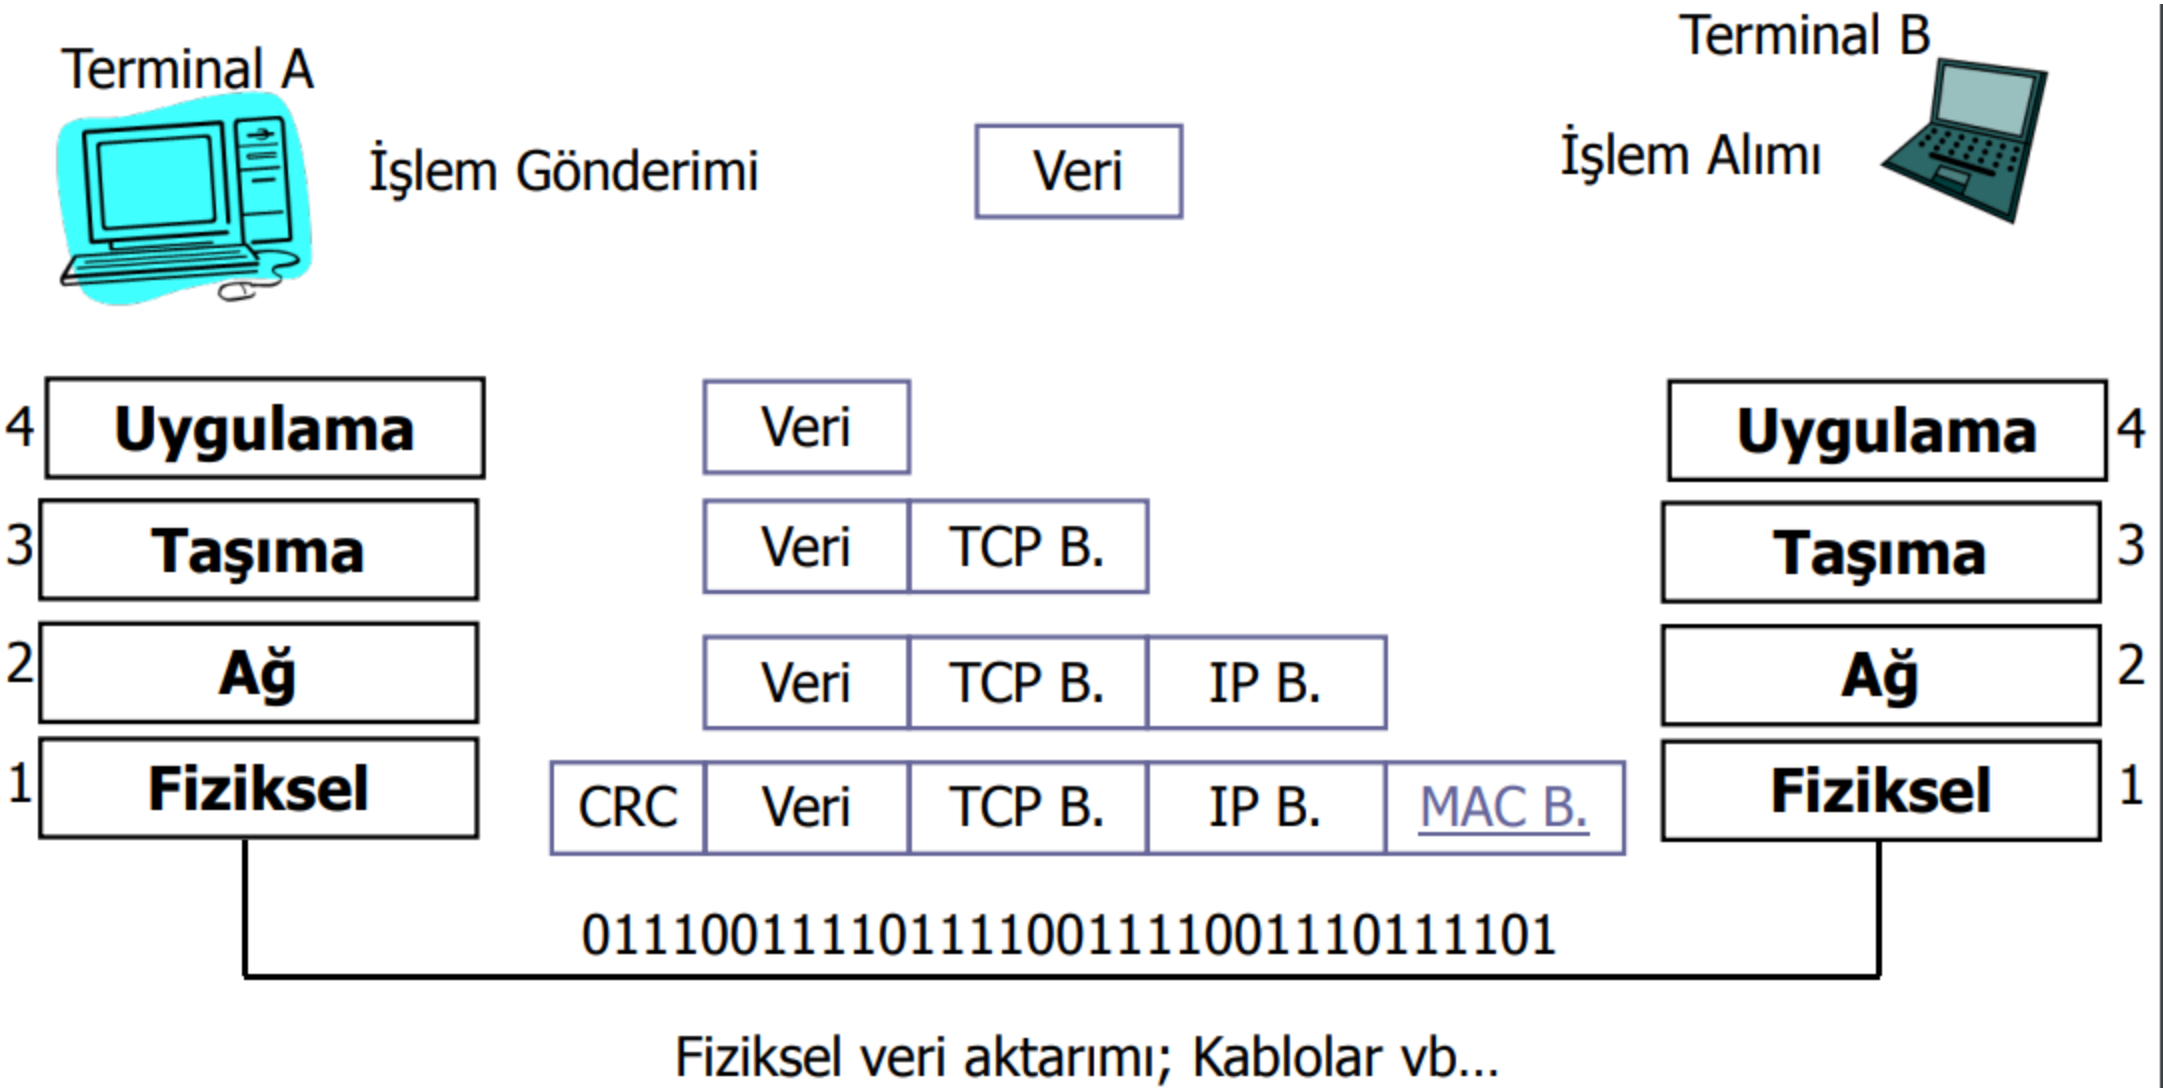 Terminal A
Terminal B
İşlem Gönderimi
Veri
İşlem Alımı
4 Uygulama
Veri
Uygulama 4
3 Taşıma
Veri TCP B.
Taşıma 3
2 Ağ
Veri TCP B. IP B.
Ağ 2
1 Fiziksel
CRC Veri TCP B. IP B. MAC B.
Fiziksel 1
011100111101111001111001110111101
Fiziksel veri aktarımı; Kablolar vb...